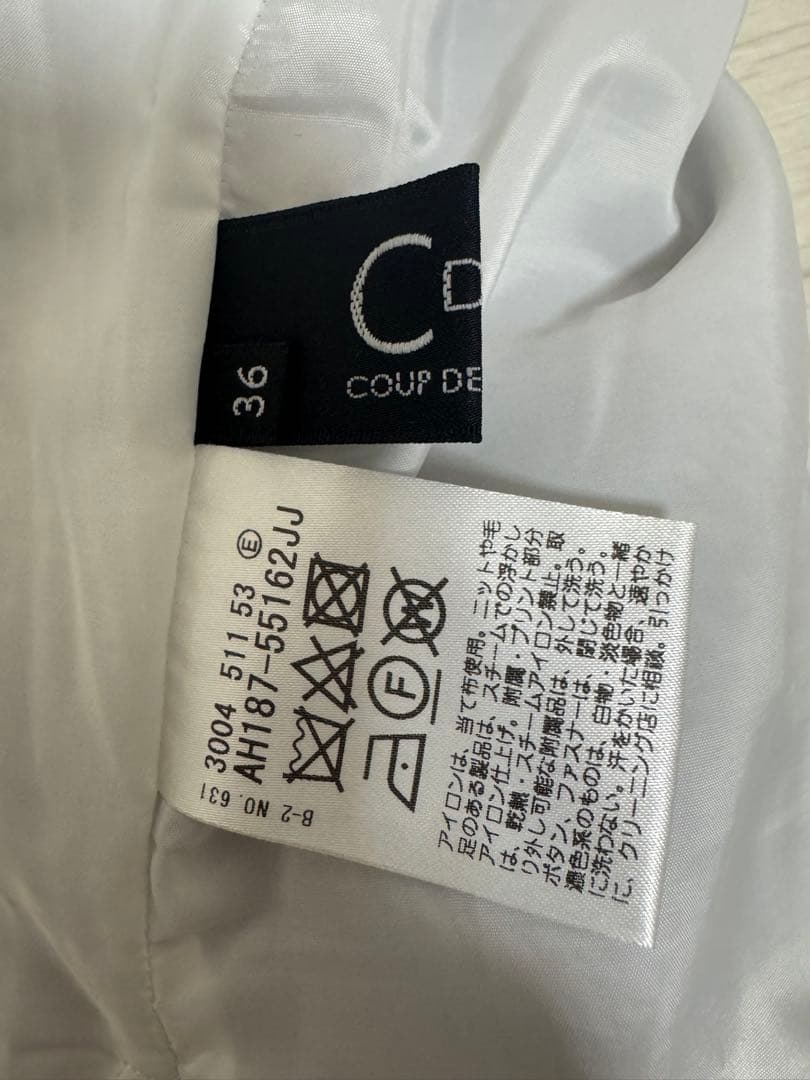 C D
COUP DE
36
3004 511 53 Ⓔ
AH187-55162JJ
F
W
B-2 NO. 631
アイロンは、当て布使用。ニットや毛
足のある製品は、スチームでの浮かし
アイロン仕上げ。附属・プリント部分
は、乾熱・スチームアイロン禁止。取
り外し可能な附属品は、外して洗う。
ボタン、ファスナーは、閉じて洗う。
濃色系のものは、白物・淡色物と一緒
に洗わない。汗をかいた場合、速やか
に、クリーニング店に相談。引っかけ